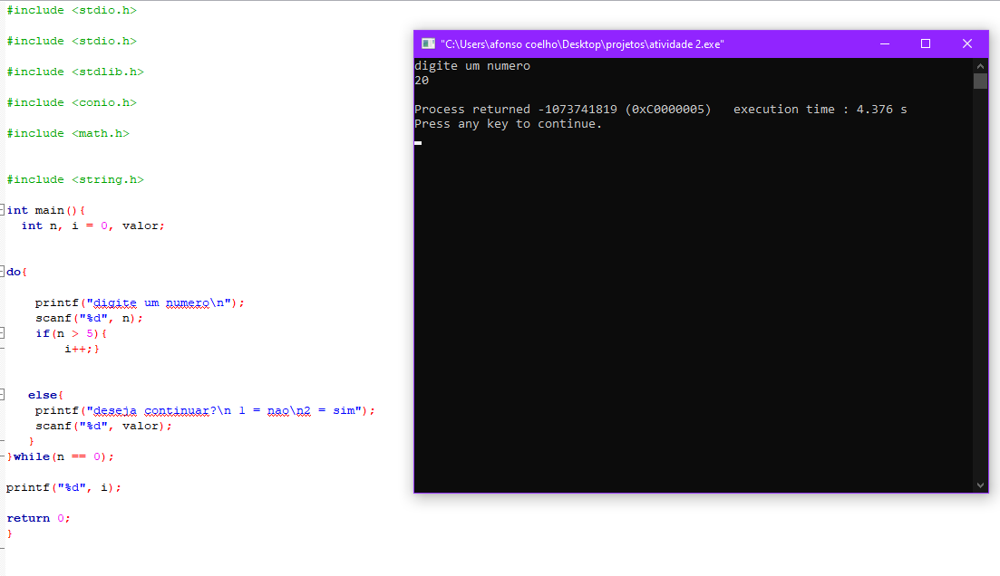 #include <stdio.h>
#include <stdio.h>
#include <stdlib.h>
#include <conio.h>
#include <math.h>
#include <string.h>
int main(){
int n, i = 0, valor;
do{
printf("digite um numero\n");
scanf("%d", n);
if(n > 5){
i++;}
else{
printf("deseja continuar?\n 1 = nao\n2 = sim");
scanf("%d", valor);
}
}while(n == 0);
printf("%d", i);
return 0;
}
"C:\Users\afonso coelho\Desktop\projetos\atividade 2.exe"
digite um numero
20
Process returned -1073741819 (0xC0000005)   execution time : 4.376 s
Press any key to continue.